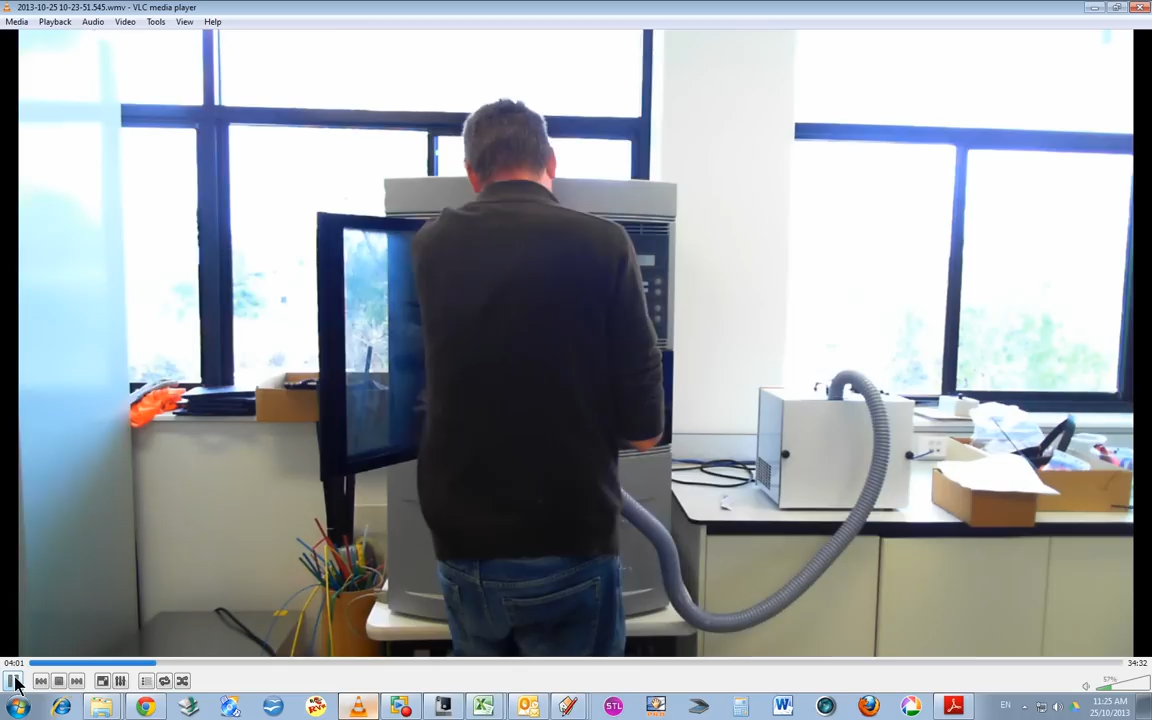 2013-10-25 10-23-51.545.wmv - VLC media player
Media Playback Audio Video Tools View Help
04:01
34:32
57%
STL
EN
11:25 AM
25/10/2013